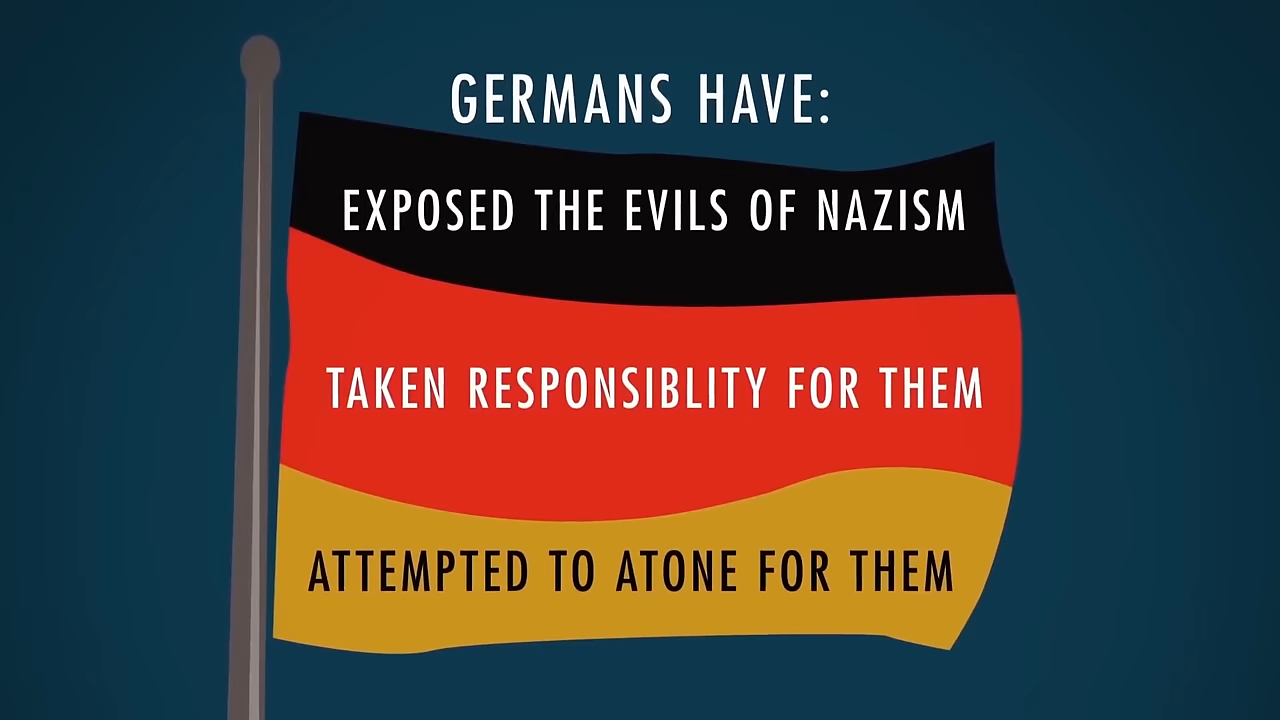 GERMANS HAVE:
EXPOSED THE EVILS OF NAZISM
TAKEN RESPONSIBLITY FOR THEM
ATTEMPTED TO ATONE FOR THEM